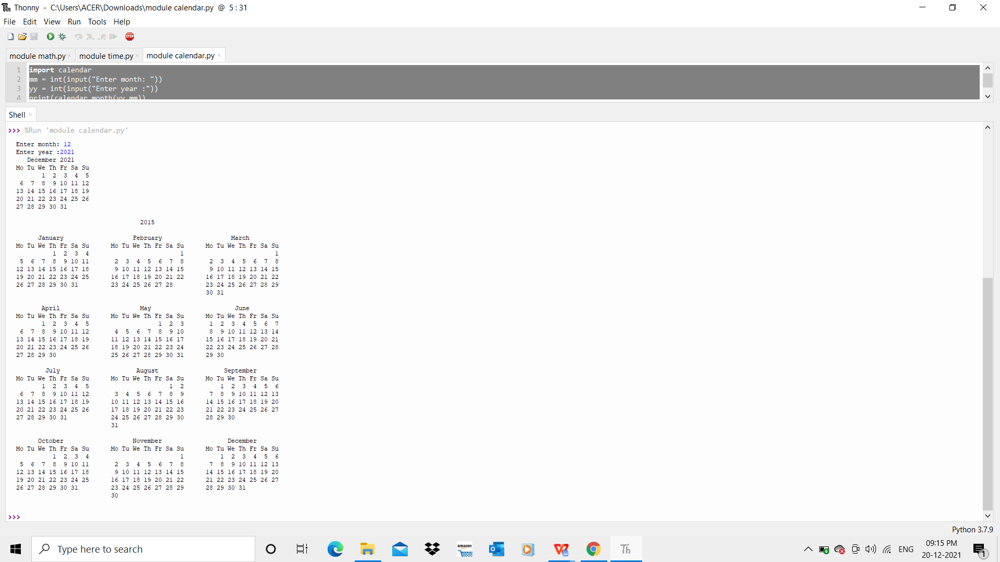 Thonny - C:\Users\ACER\Downloads\module calendar.py @ 5 : 31
File Edit View Run Tools Help
STOP
module math.py × module time.py × module calendar.py ×
1 import calendar
2 mm = int(input("Enter month: "))
3 yy = int(input("Enter year :"))
4 print(calendar.month(yy,mm))
Shell ×
>>> %Run 'module calendar.py'
Enter month: 12
Enter year :2021
December 2021
Mo Tu We Th Fr Sa Su
1 2 3 4 5
6 7 8 9 10 11 12
13 14 15 16 17 18 19
20 21 22 23 24 25 26
27 28 29 30 31
2015
January February March
Mo Tu We Th Fr Sa Su Mo Tu We Th Fr Sa Su Mo Tu We Th Fr Sa Su
1 2 3 4 1 1
5 6 7 8 9 10 11 2 3 4 5 6 7 8 2 3 4 5 6 7 8
12 13 14 15 16 17 18 9 10 11 12 13 14 15 9 10 11 12 13 14 15
19 20 21 22 23 24 25 16 17 18 19 20 21 22 16 17 18 19 20 21 22
26 27 28 29 30 31 23 24 25 26 27 28 23 24 25 26 27 28 29
30 31
April May June
Mo Tu We Th Fr Sa Su Mo Tu We Th Fr Sa Su Mo Tu We Th Fr Sa Su
1 2 3 4 5 1 2 3 1 2 3 4 5 6 7
6 7 8 9 10 11 12 4 5 6 7 8 9 10 8 9 10 11 12 13 14
13 14 15 16 17 18 19 11 12 13 14 15 16 17 15 16 17 18 19 20 21
20 21 22 23 24 25 26 18 19 20 21 22 23 24 22 23 24 25 26 27 28
27 28 29 30 25 26 27 28 29 30 31 29 30
July August September
Mo Tu We Th Fr Sa Su Mo Tu We Th Fr Sa Su Mo Tu We Th Fr Sa Su
1 2 3 4 5 1 2 1 2 3 4 5 6
6 7 8 9 10 11 12 3 4 5 6 7 8 9 7 8 9 10 11 12 13
13 14 15 16 17 18 19 10 11 12 13 14 15 16 14 15 16 17 18 19 20
20 21 22 23 24 25 26 17 18 19 20 21 22 23 21 22 23 24 25 26 27
27 28 29 30 31 24 25 26 27 28 29 30 28 29 30
31
October November December
Mo Tu We Th Fr Sa Su Mo Tu We Th Fr Sa Su Mo Tu We Th Fr Sa Su
1 2 3 4 1 1 2 3 4 5 6
5 6 7 8 9 10 11 2 3 4 5 6 7 8 7 8 9 10 11 12 13
12 13 14 15 16 17 18 9 10 11 12 13 14 15 14 15 16 17 18 19 20
19 20 21 22 23 24 25 16 17 18 19 20 21 22 21 22 23 24 25 26 27
26 27 28 29 30 31 23 24 25 26 27 28 29 28 29 30 31
30
>>>
Python 3.7.9
Type here to search
amazon
Th
ENG
09:15 PM
20-12-2021
1